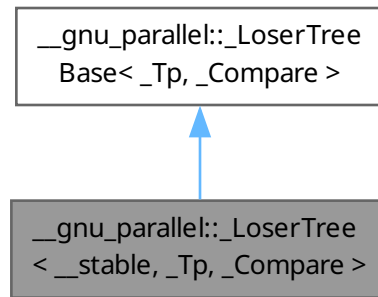 __gnu_parallel::_LoserTree
Base< _Tp, _Compare >
__gnu_parallel::_LoserTree
< __stable, _Tp, _Compare >